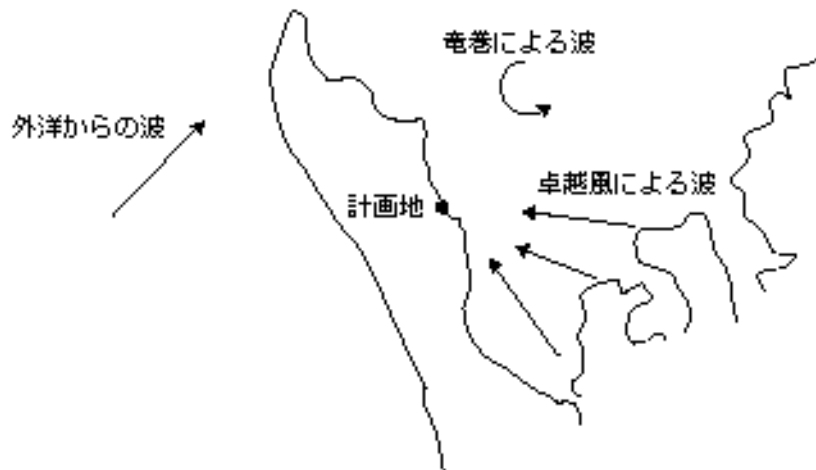 竜巻による波
外洋からの波
卓越風による波
計画地